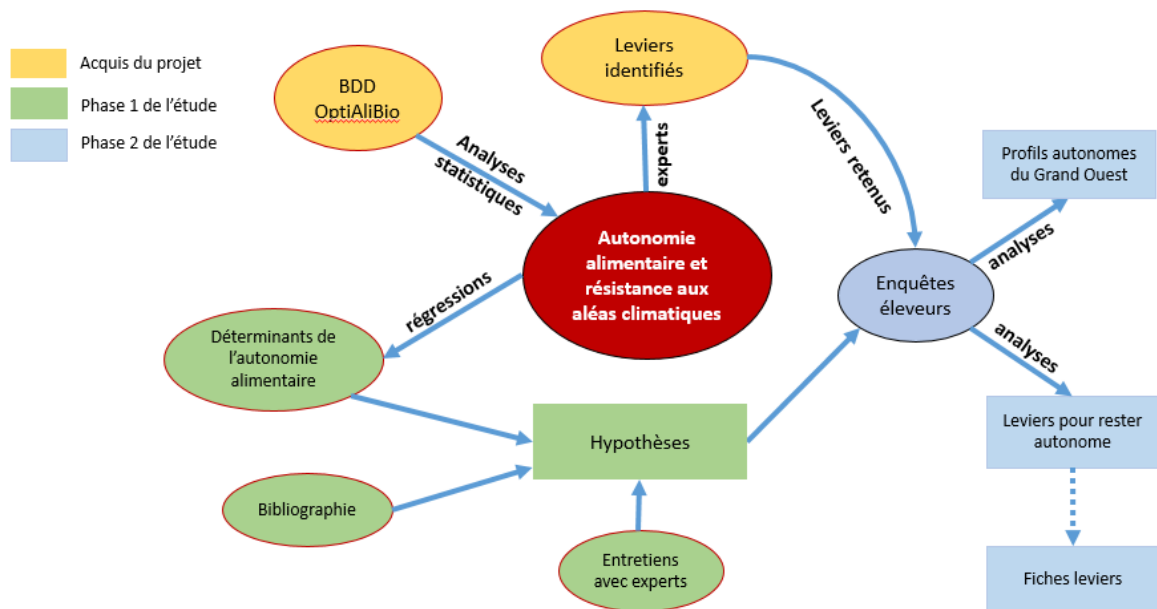 Acquis du projet
Phase 1 de l'étude
Phase 2 de l'étude
BDD
OptiAliBio
Leviers
identifiés
Analyses
statistiques
experts
Leviers retenus
Autonomie
alimentaire et
résistance aux
aléas climatiques
régressions
Déterminants de
l'autonomie
alimentaire
Bibliographie
Hypothèses
Entretiens
avec experts
Enquêtes
éleveurs
analyses
Profils autonomes
du Grand Ouest
analyses
Leviers pour rester
autonome
Fiches leviers